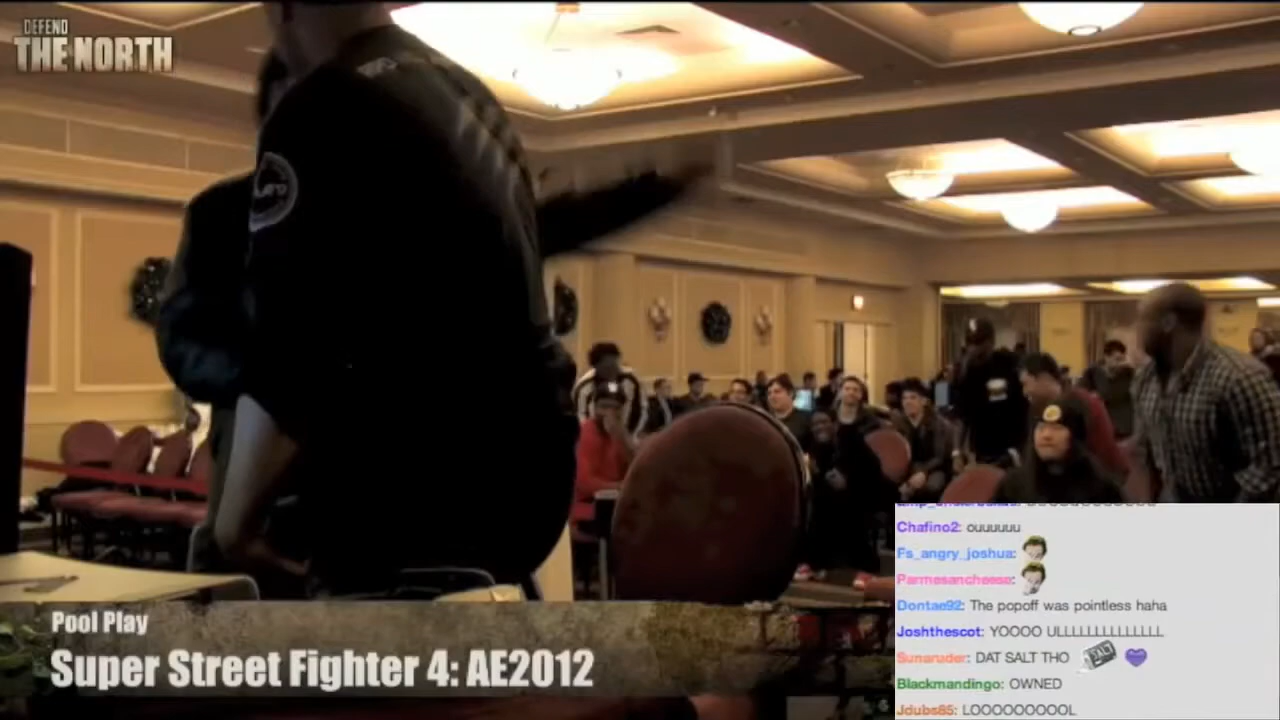 DEFEND
THE NORTH
Pool Play
Super Street Fighter 4: AE2012
Chafino2: ouuuuuu
Fs_angry_joshua:
Parmesancheese:
Dontae92: The popoff was pointless haha
Joshthescot: YOOOO ULLLLLLLLLLLLL
Sunaruder: DAT SALT THO
Blackmandingo: OWNED
Jdubs85: LOOOOOOOOOL